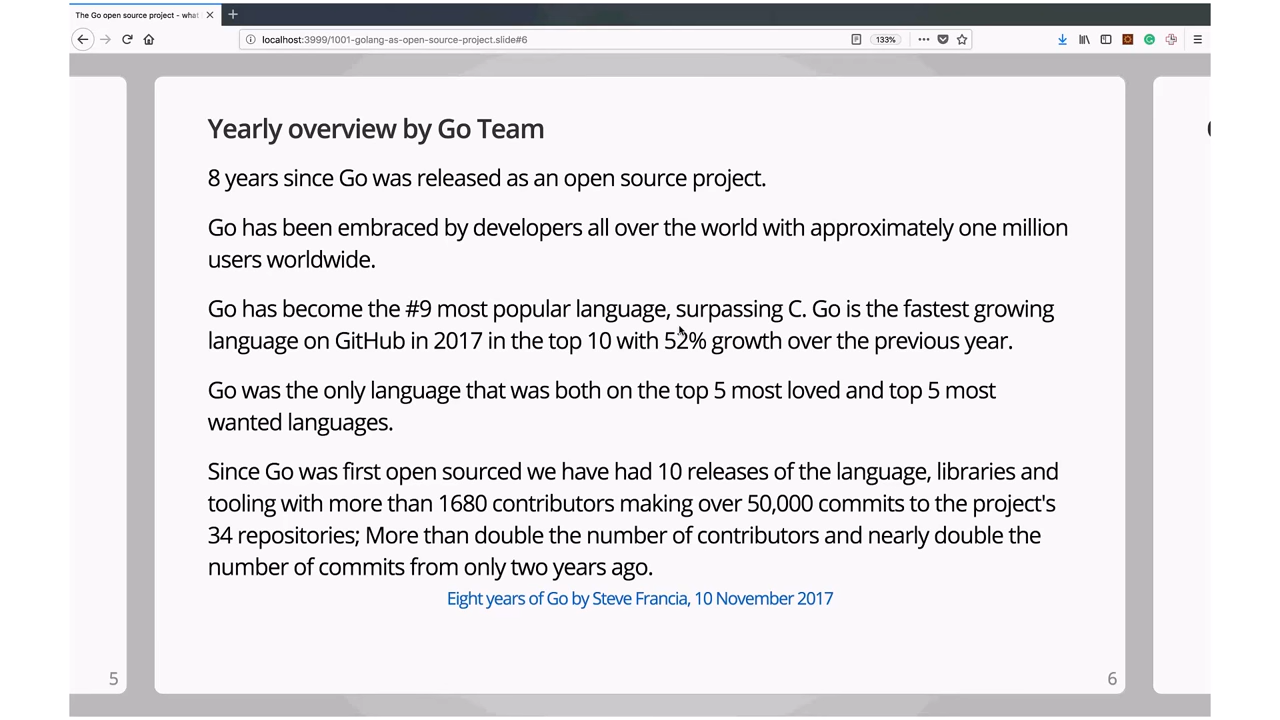 The Go open source project - what
localhost:3999/1001-golang-as-open-source-project.slide#6
133%
Yearly overview by Go Team
8 years since Go was released as an open source project.
Go has been embraced by developers all over the world with approximately one million
users worldwide.
Go has become the #9 most popular language, surpassing C. Go is the fastest growing
language on GitHub in 2017 in the top 10 with 52% growth over the previous year.
Go was the only language that was both on the top 5 most loved and top 5 most
wanted languages.
Since Go was first open sourced we have had 10 releases of the language, libraries and
tooling with more than 1680 contributors making over 50,000 commits to the project's
34 repositories; More than double the number of contributors and nearly double the
number of commits from only two years ago.
Eight years of Go by Steve Francia, 10 November 2017
5
6